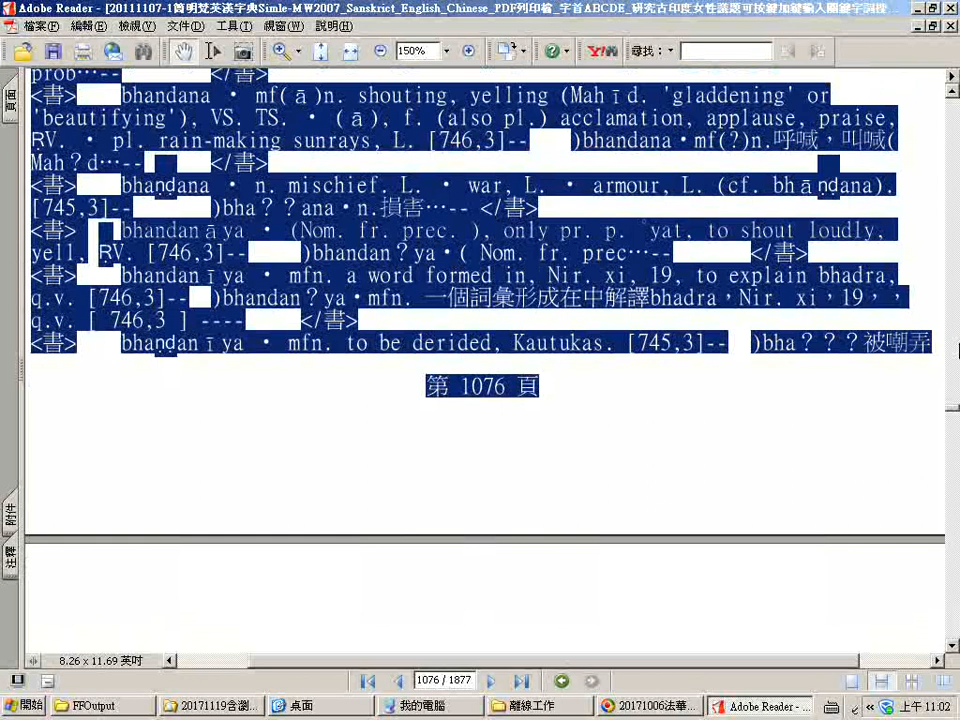 Adobe Reader - [20111107-1簡明梵英漢字典Simle-MW2007_Sanskrict_English_Chinese_PDF列印檔_字首ABCDE_研究古印度女性議題可按鍵加鍵輸入關鍵字詞搜
檔案(F) 編輯(E) 檢視(V) 文件(D) 工具(T) 視窗(W) 說明(H)
150% 尋找：
頁面
prob…-- </書>
<書> bhandana ‧ mf(ā)n. shouting, yelling (Mahīd. 'gladdening' or
'beautifying'), VS. TS. ‧ (ā), f. (also pl.) acclamation, applause, praise,
ṚV. ‧ pl. rain-making sunrays, L. [746,3]-- )bhandana‧mf(?)n.呼喊，叫喊(
Mah？d…-- </書>
<書> bhaṇḍana ‧ n. mischief. L. ‧ war, L. ‧ armour, L. (cf. bhāṇḍana).
[745,3]-- )bha？？ana‧n.損害…-- </書>
<書> bhandanāya ‧ (Nom. fr. prec. ), only pr. p. °yat, to shout loudly,
yell, ṚV. [746,3]-- )bhandan？ya‧( Nom. fr. prec…-- </書>
<書> bhandanīya ‧ mfn. a word formed in, Nir. xi, 19, to explain bhadra,
q.v. [746,3]-- )bhandan？ya‧mfn. 一個詞彙形成在中解譯bhadra，Nir. xi，19，，
q.v. [ 746,3 ] ---- </書>
<書> bhaṇḍanīya ‧ mfn. to be derided, Kautukas. [745,3]-- )bha？？？被嘲弄
第 1076 頁
附件
注釋
8.26 x 11.69 英吋
1076 / 1877
開始 FFOutput 20171119含瀏... 桌面 我的電腦 離線工作 20171006法華... Adobe Reader - ... 上午 11:02